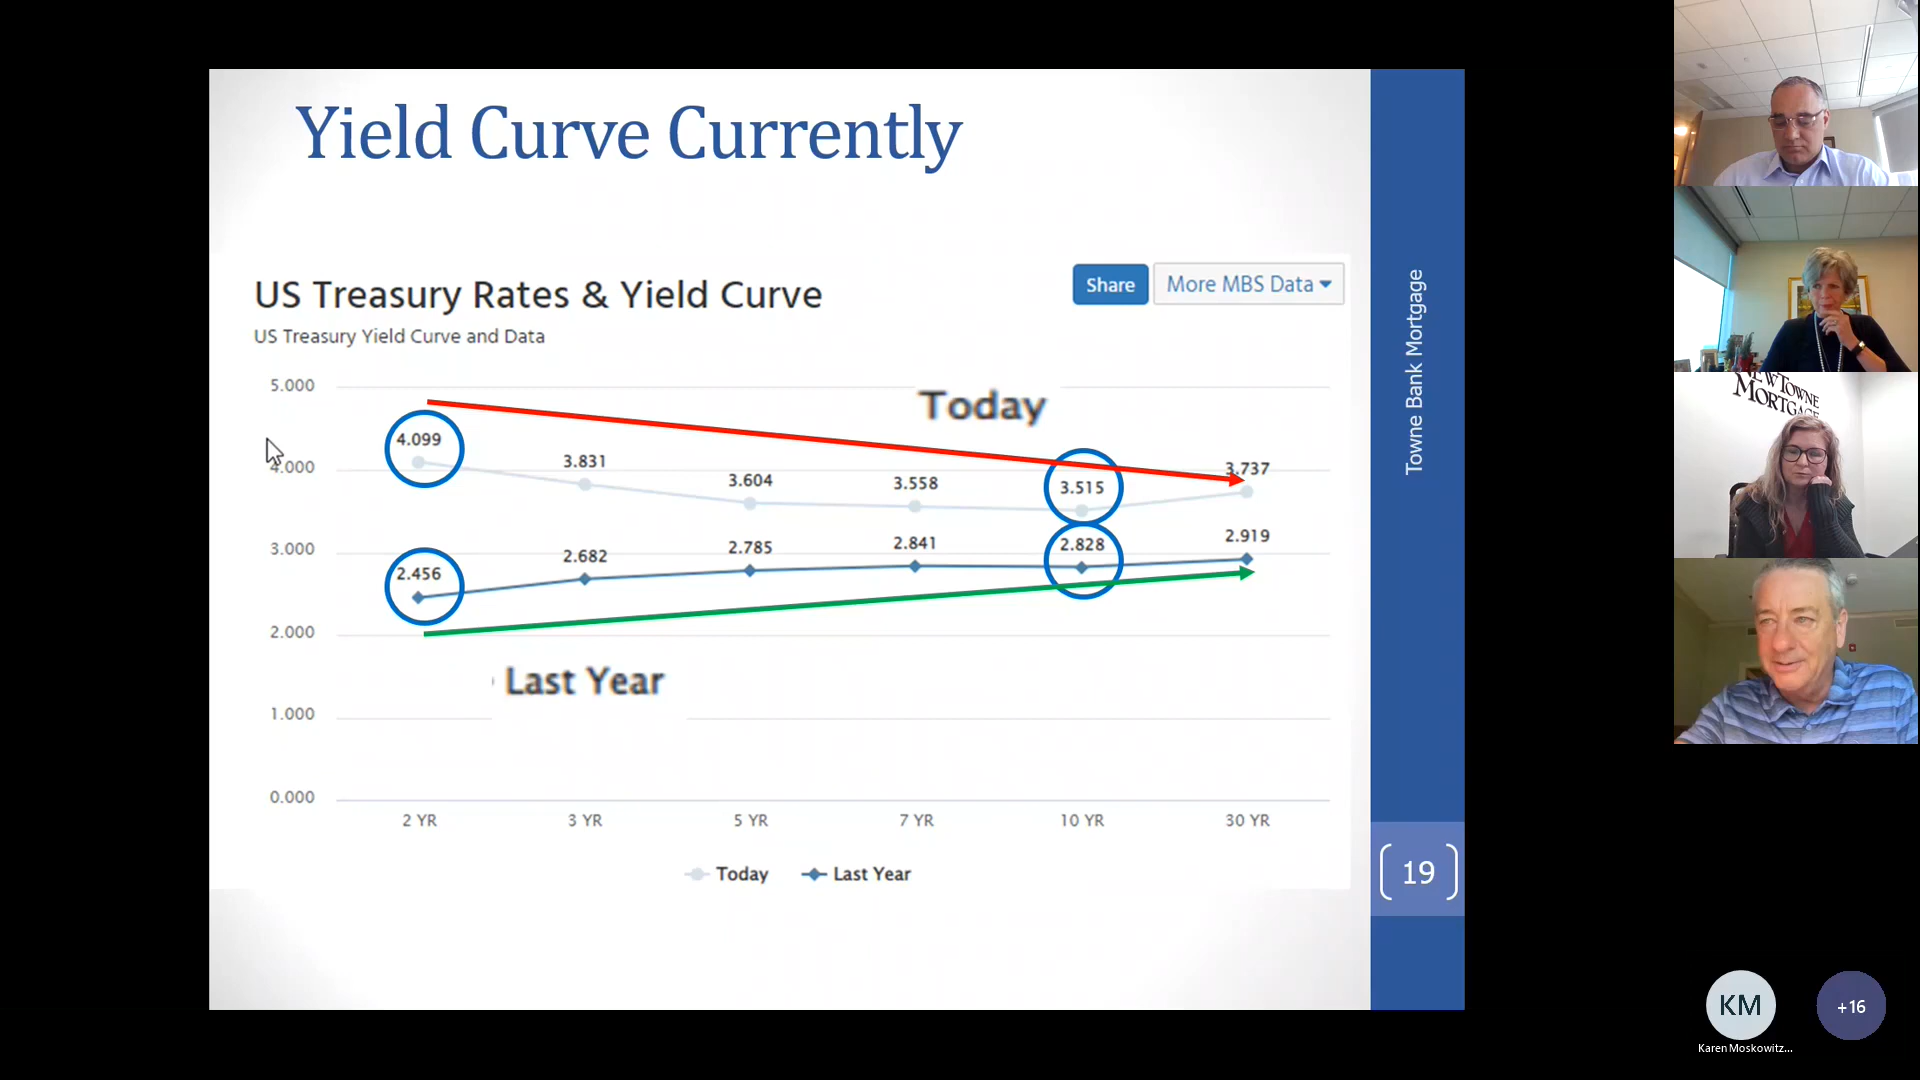 Yield Curve Currently
US Treasury Rates & Yield Curve
US Treasury Yield Curve and Data
Share
More MBS Data
5.000
4.000
3.000
2.000
1.000
0.000
Today
4.099
3.831
3.604
3.558
3.515
3.737
2.456
2.682
2.785
2.841
2.828
2.919
Last Year
2 YR
3 YR
5 YR
7 YR
10 YR
30 YR
Today
Last Year
Towne Bank Mortgage
19
TOWNE
MORTGAG
KM
Karen Moskowitz...
+16